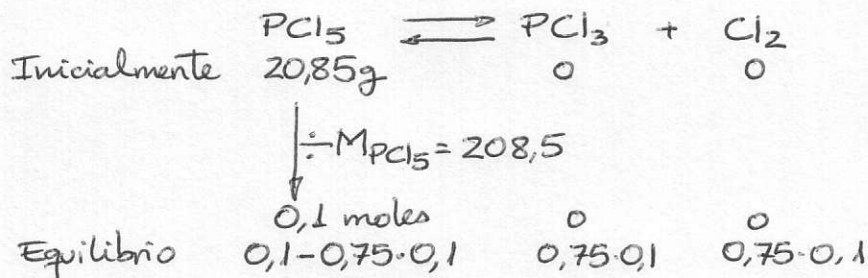 PCl₅ ⇌ PCl₃ + Cl₂
Inicialmente 20,85g 0 0
÷M_PCl₅ = 208,5
0,1 moles 0 0
Equilibrio 0,1-0,75·0,1 0,75·0,1 0,75·0,1